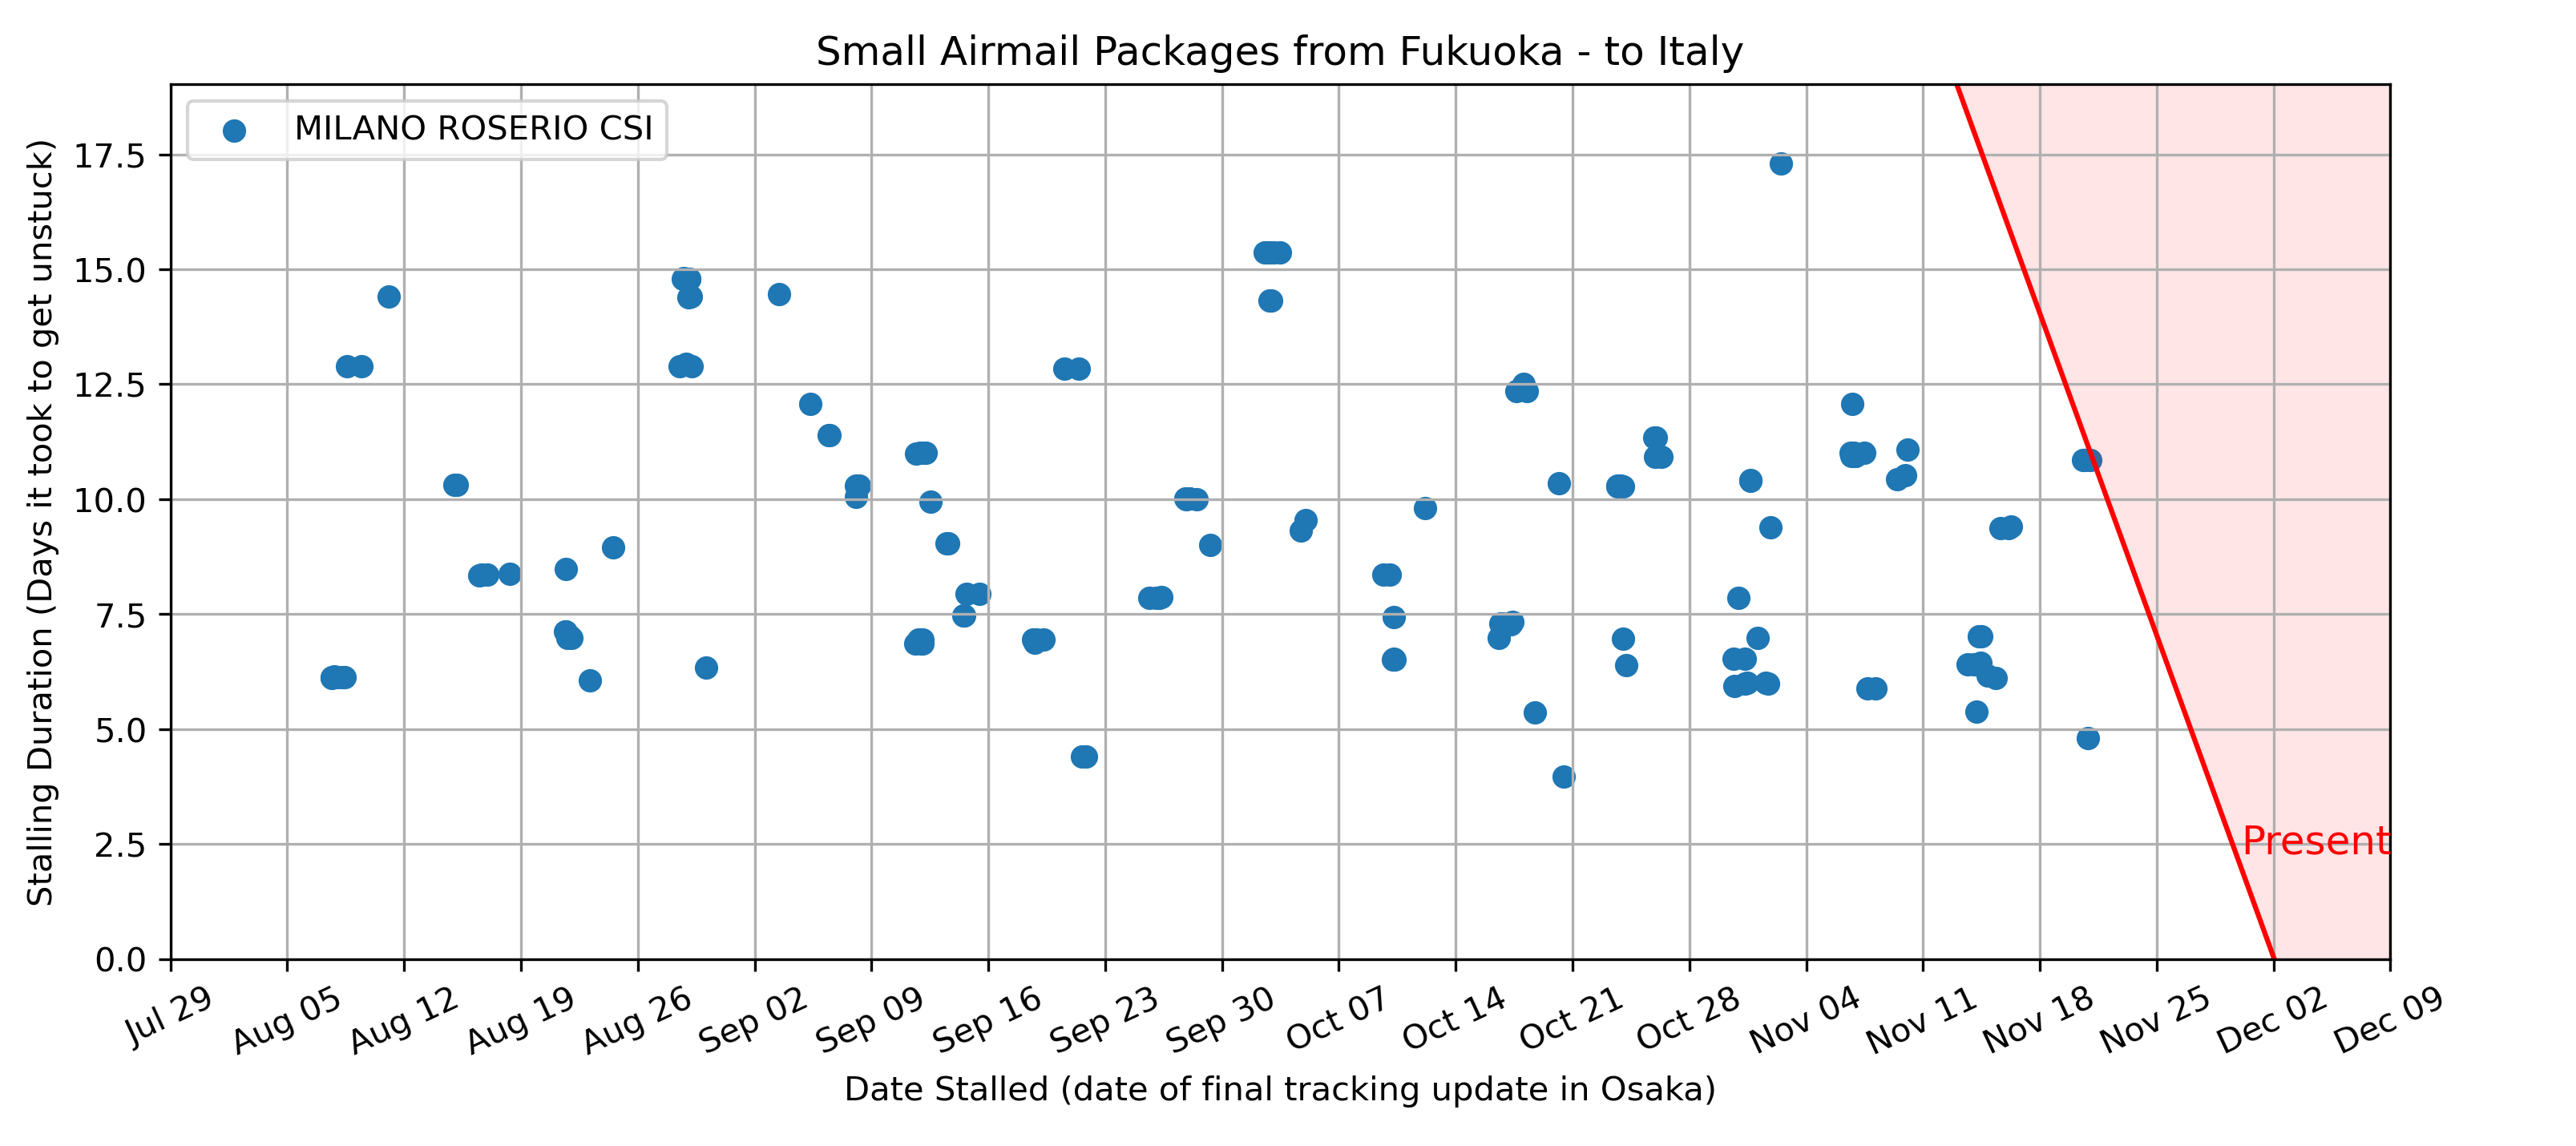 Small Airmail Packages from Fukuoka - to Italy
MILANO ROSERIO CSI
Stalling Duration (Days it took to get unstuck)
17.5
15.0
12.5
10.0
7.5
5.0
2.5
0.0
Present
Jul 29
Aug 05
Aug 12
Aug 19
Aug 26
Sep 02
Sep 09
Sep 16
Sep 23
Sep 30
Oct 07
Oct 14
Oct 21
Oct 28
Nov 04
Nov 11
Nov 18
Nov 25
Dec 02
Dec 09
Date Stalled (date of final tracking update in Osaka)